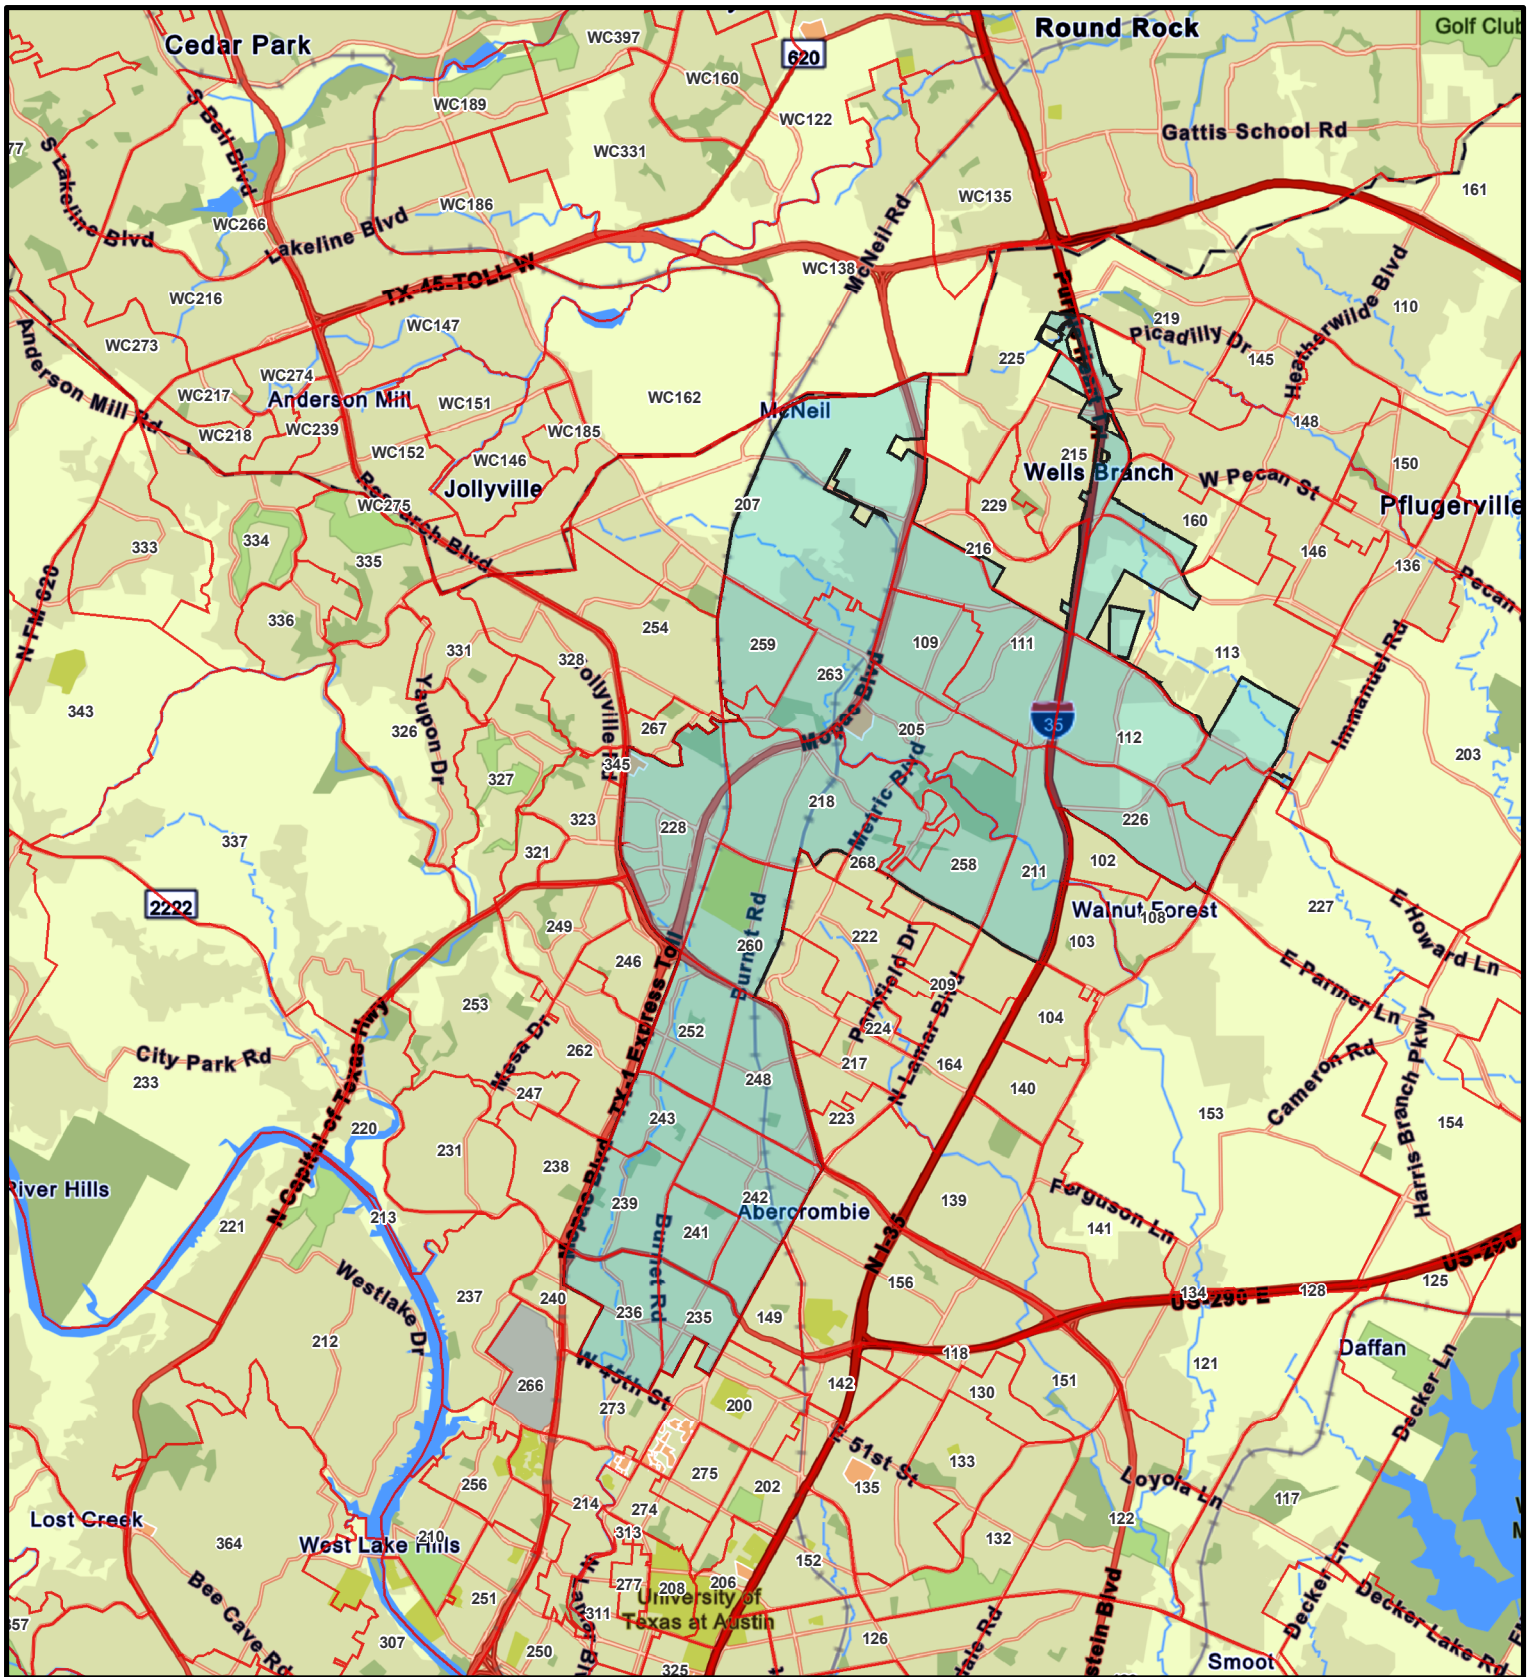 Cedar Park
Round Rock
Golf Club
WC397
620
WC160
WC189
WC122
S Bell Blvd
Gattis School Rd
77
S Lakeline Blvd
WC331
161
WC135
WC186
WC266
Lakeline Blvd
McNeil Rd
TX-45 TOLL W
WC138
WC216
110
WC147
219
Picadilly Dr
Heatherwilde Blvd
WC273
225
145
Anderson Mill Rd
WC274
WC217
Anderson Mill
WC162
WC151
McNeil
WC218
WC239
WC185
148
WC152
215
WC146
150
Wells Branch
W Pecan St
Jollyville
Research Blvd
WC275
207
229
Pflugerville
160
334
333
335
216
146
136
Pecan
N FM 620
336
254
331
328
259
109
111
113
Immanuel Rd
263
343
Yaupon Dr
Jollyville Rd
326
267
Mopac Blvd
205
35
112
203
345
327
Metric Blvd
218
323
228
226
337
321
268
258
211
102
2222
Walnut Forest
108
227
249
222
103
E Howard Ln
260
Burnet Rd
246
Parkfield Dr
E Parmer Ln
209
253
TX-1 Express Toll
N Capital of Texas Hwy
104
252
224
Mesa Dr
262
City Park Rd
233
217
N Lamar Blvd
164
Cameron Rd
Harris Branch Pkwy
248
247
140
153
154
243
223
220
231
238
River Hills
139
242
239
Abercrombie
Ferguson Ln
213
221
241
141
Mopac Blvd
Burnet Rd
N I-35
US-290
156
125
134
128
US-290 E
Westlake Dr
237
240
236
235
149
212
Daffan
118
121
W 45th St
151
266
142
130
Decker Ln
200
273
E 51st St
133
275
256
202
135
Loyola Ln
117
214
274
Lost Creek
122
313
210
132
364
West Lake Hills
152
277
208
206
Decker Ln
251
University of
Texas at Austin
311
N Lamar Blvd
Bee Cave Rd
Decker Lake Rd
357
307
250
126
325
dale Rd
stein Blvd
Smoot